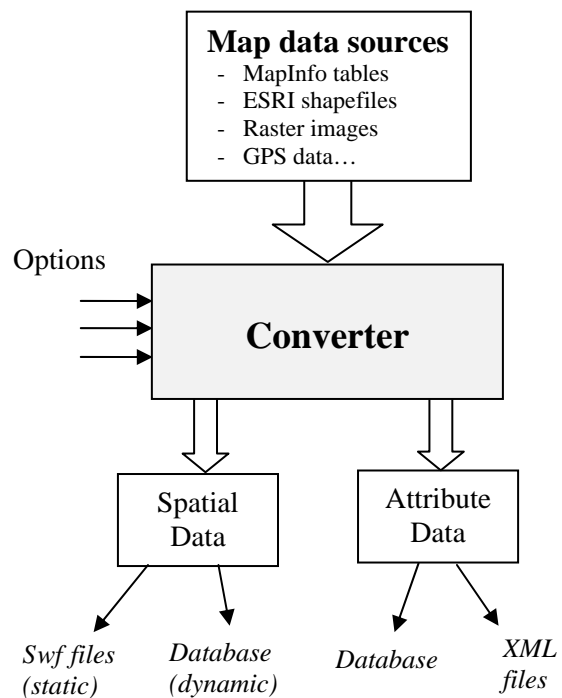 Map data sources
- MapInfo tables
- ESRI shapefiles
- Raster images
- GPS data…
Options
Converter
Spatial
Data
Attribute
Data
Swf files
(static)
Database
(dynamic)
Database
XML
files